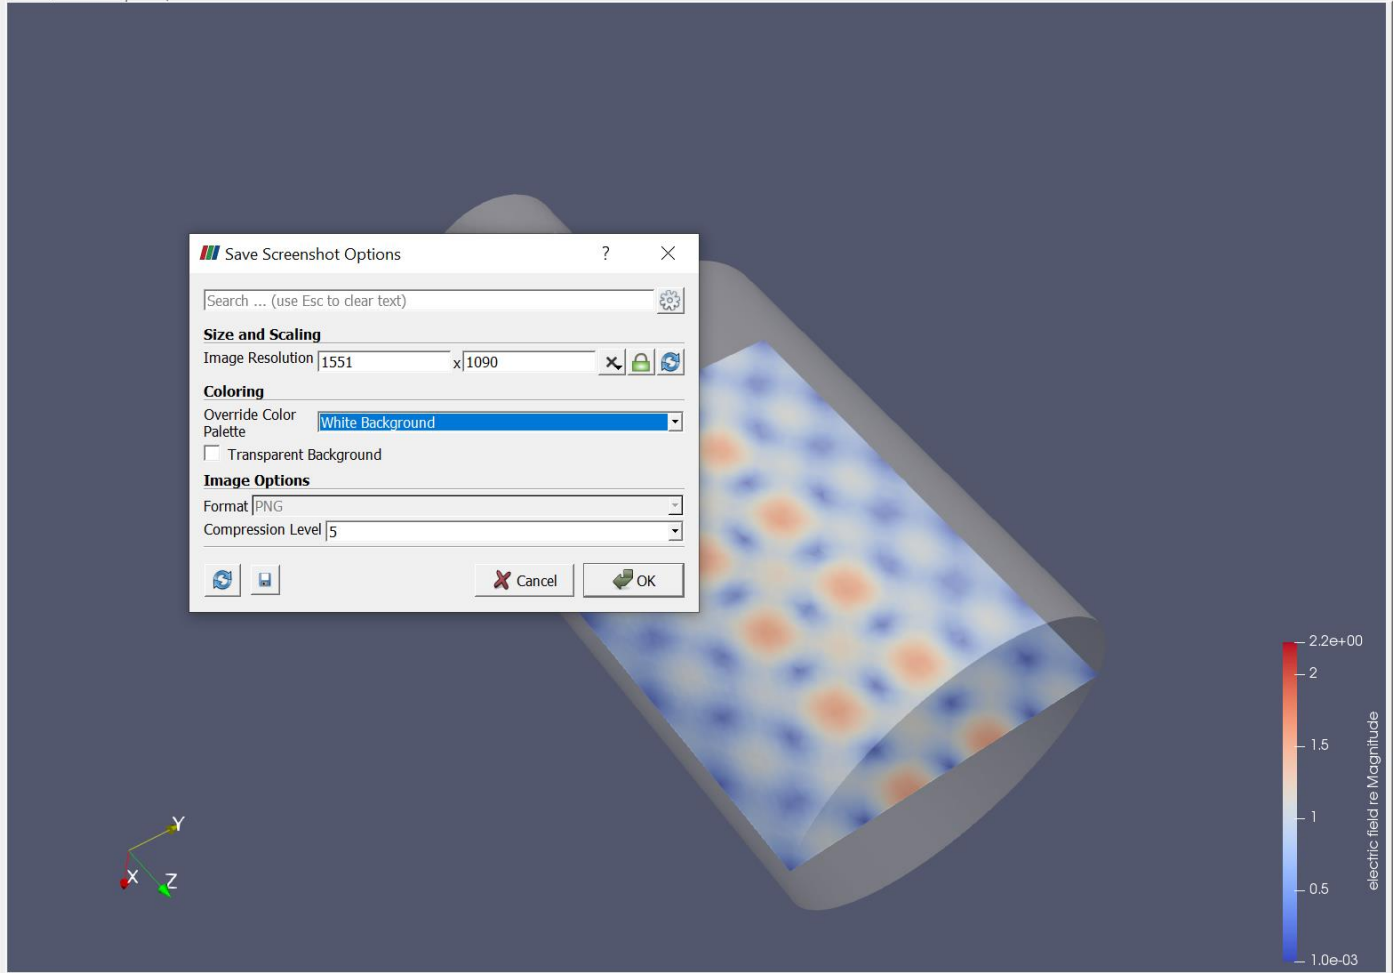 Save Screenshot Options
?
Search ... (use Esc to clear text)
Size and Scaling
Image Resolution 1551 x 1090
Coloring
Override Color
Palette
White Background
Transparent Background
Image Options
Format PNG
Compression Level 5
Cancel
OK
2.2e+00
2
1.5
1
0.5
1.0e-03
electric field re Magnitude
Y
X
Z